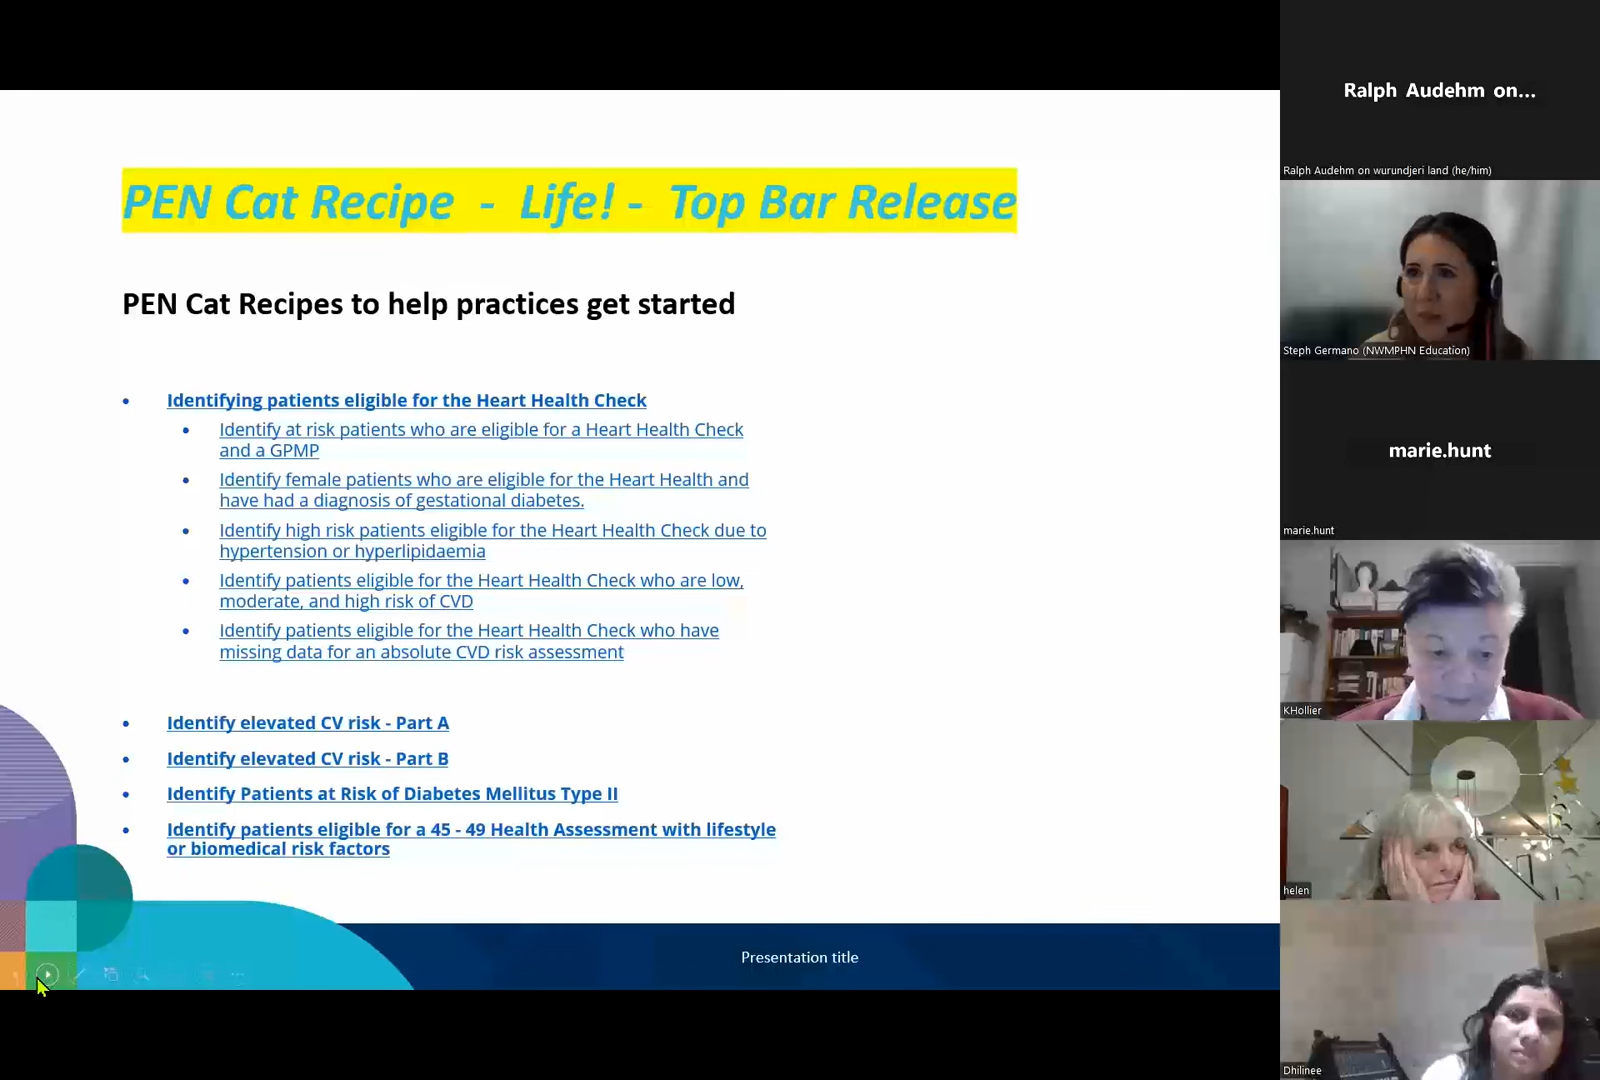 PEN Cat Recipe - Life! - Top Bar Release
PEN Cat Recipes to help practices get started
• Identifying patients eligible for the Heart Health Check
• Identify at risk patients who are eligible for a Heart Health Check
and a GPMP
• Identify female patients who are eligible for the Heart Health and
have had a diagnosis of gestational diabetes.
• Identify high risk patients eligible for the Heart Health Check due to
hypertension or hyperlipidaemia
• Identify patients eligible for the Heart Health Check who are low,
moderate, and high risk of CVD
• Identify patients eligible for the Heart Health Check who have
missing data for an absolute CVD risk assessment
• Identify elevated CV risk - Part A
• Identify elevated CV risk - Part B
• Identify Patients at Risk of Diabetes Mellitus Type II
• Identify patients eligible for a 45 - 49 Health Assessment with lifestyle
or biomedical risk factors
Presentation title
Ralph Audehm on...
Ralph Audehm on wurundjeri land (he/him)
Steph Germano (NWMPHN Education)
marie.hunt
marie.hunt
KHollier
helen
Dhilinee